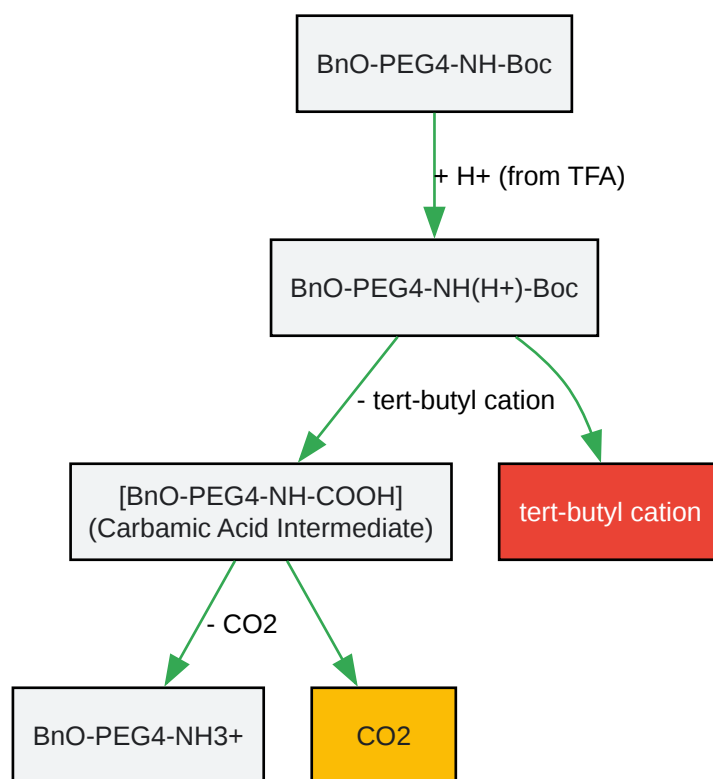 BnO-PEG4-NH-Boc
+ H+ (from TFA)
BnO-PEG4-NH(H+)-Boc
- tert-butyl cation
[BnO-PEG4-NH-COOH]
(Carbamic Acid Intermediate)
tert-butyl cation
- CO2
BnO-PEG4-NH3+
CO2